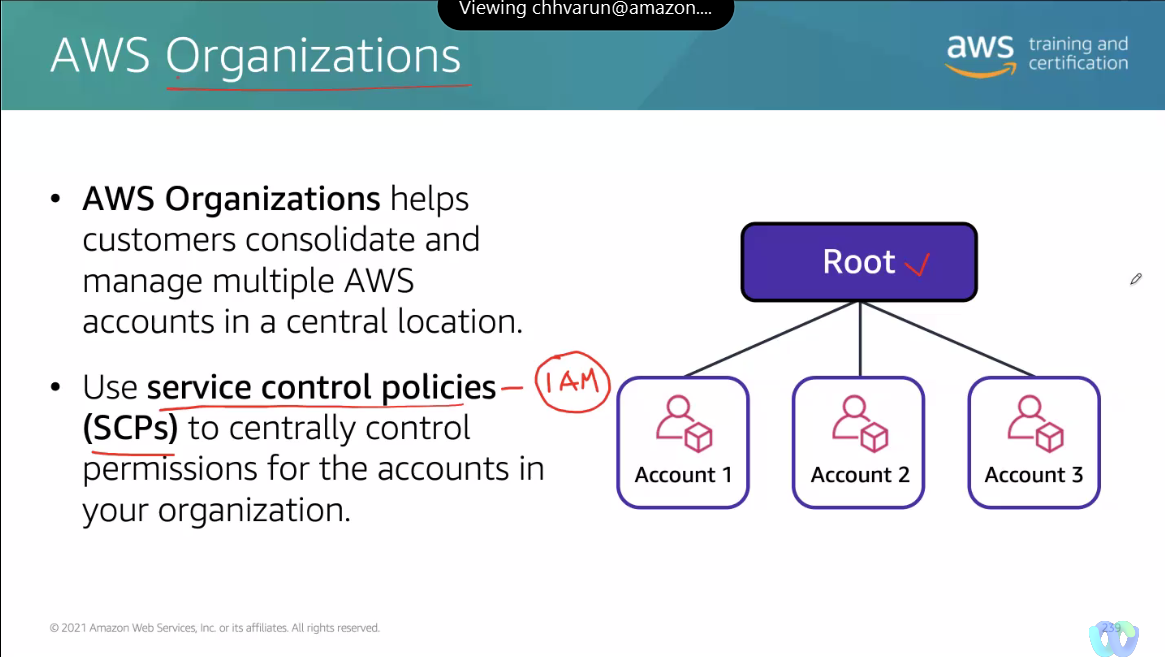 Viewing chhvarun@amazon....
AWS Organizations
aws training and
certification
• AWS Organizations helps
customers consolidate and
manage multiple AWS
accounts in a central location.
• Use service control policies – IAM
(SCPs) to centrally control
permissions for the accounts in
your organization.
Root ✓
Account 1
Account 2
Account 3
© 2021 Amazon Web Services, Inc. or its affiliates. All rights reserved.
239